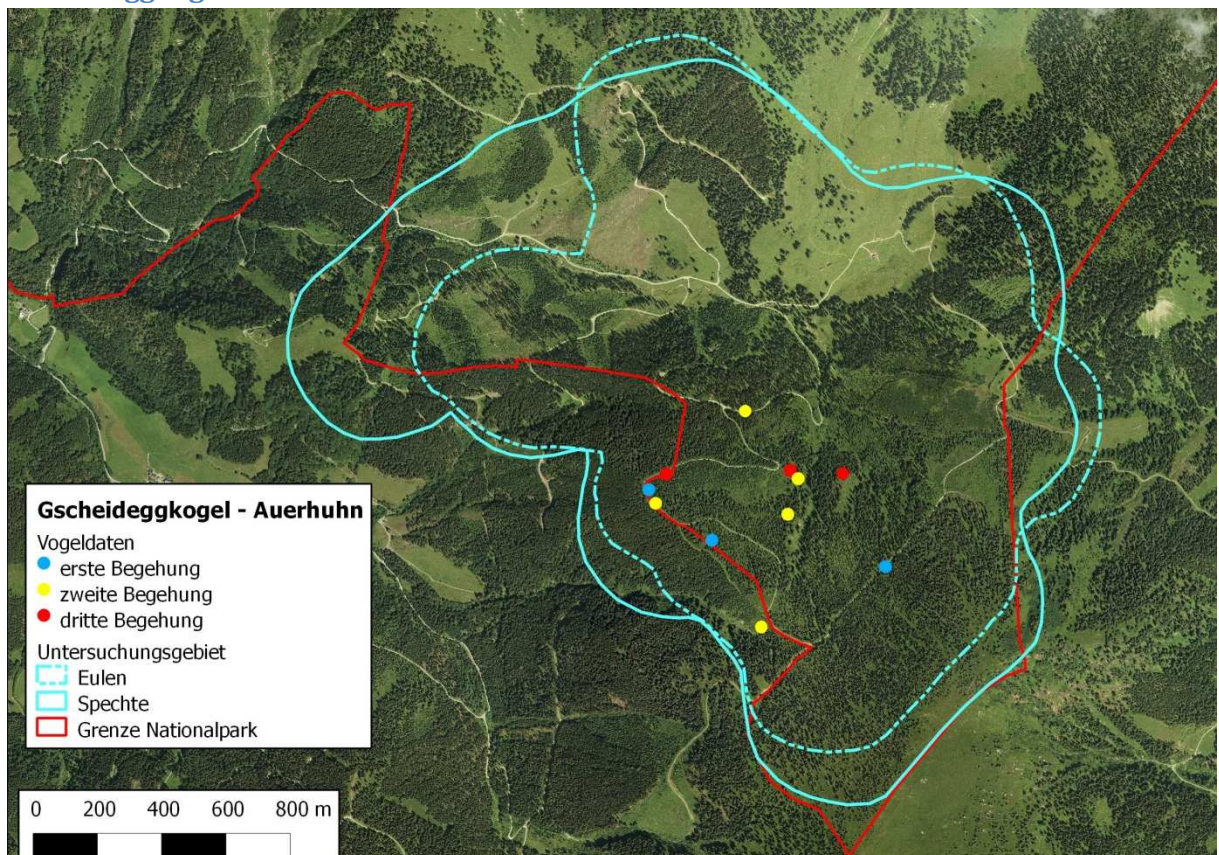 Gscheideggkogel - Auerhuhn
Vogeldaten
erste Begehung
zweite Begehung
dritte Begehung
Untersuchungsgebiet
Eulen
Spechte
Grenze Nationalpark
0 200 400 600 800 m